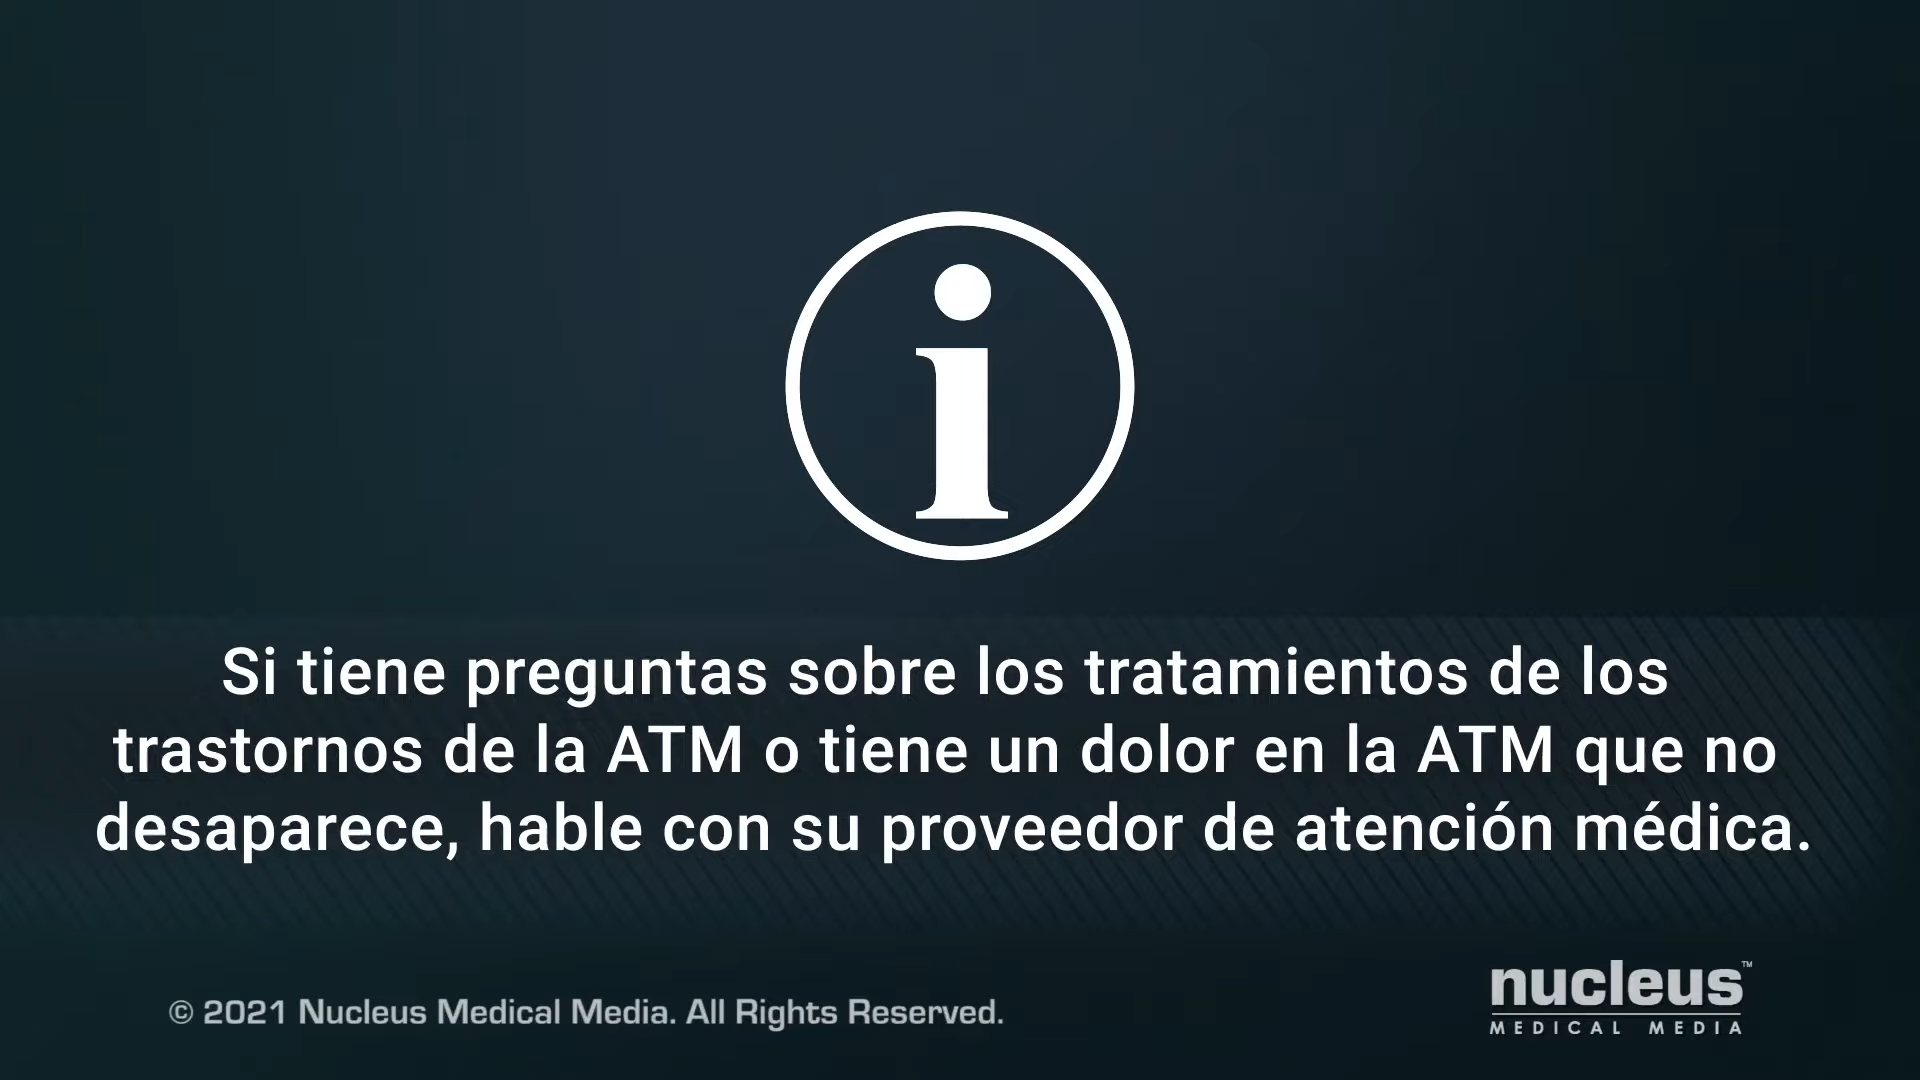 Si tiene preguntas sobre los tratamientos de los
trastornos de la ATM o tiene un dolor en la ATM que no
desaparece, hable con su proveedor de atención médica.
© 2021 Nucleus Medical Media. All Rights Reserved.
nucleus™
MEDICAL MEDIA